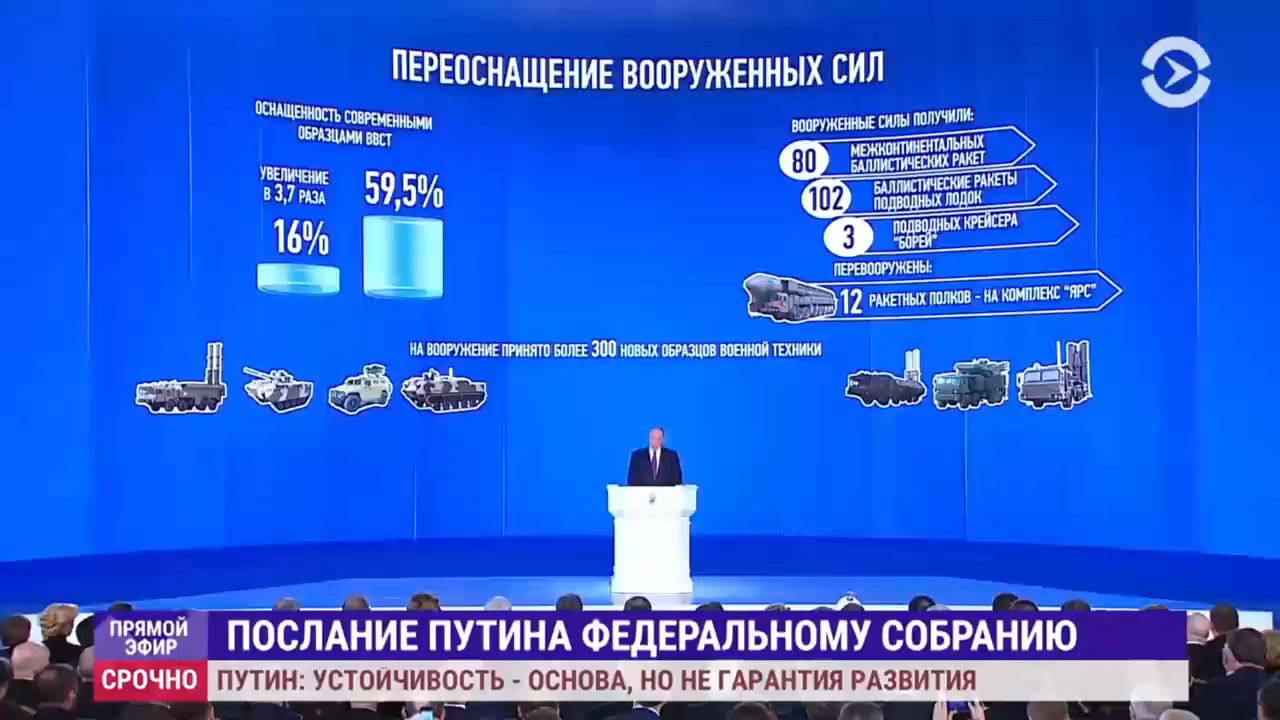 ПЕРЕОСНАЩЕНИЕ ВООРУЖЕННЫХ СИЛ
ОСНАЩЕННОСТЬ СОВРЕМЕННЫМИ
ОБРАЗЦАМИ ВВСТ
УВЕЛИЧЕНИЕ
В 3,7 РАЗА
59,5%
16%
ВООРУЖЕННЫЕ СИЛЫ ПОЛУЧИЛИ:
80 МЕЖКОНТИНЕНТАЛЬНЫХ
БАЛЛИСТИЧЕСКИХ РАКЕТ
102 БАЛЛИСТИЧЕСКИЕ РАКЕТЫ
ПОДВОДНЫХ ЛОДОК
3 ПОДВОДНЫХ КРЕЙСЕРА
"БОРЕЙ"
ПЕРЕВООРУЖЕНЫ:
12 РАКЕТНЫХ ПОЛКОВ - НА КОМПЛЕКС "ЯРС"
НА ВООРУЖЕНИЕ ПРИНЯТО БОЛЕЕ 300 НОВЫХ ОБРАЗЦОВ ВОЕННОЙ ТЕХНИКИ
ПРЯМОЙ
ЭФИР
ПОСЛАНИЕ ПУТИНА ФЕДЕРАЛЬНОМУ СОБРАНИЮ
СРОЧНО
ПУТИН: УСТОЙЧИВОСТЬ - ОСНОВА, НО НЕ ГАРАНТИЯ РАЗВИТИЯ